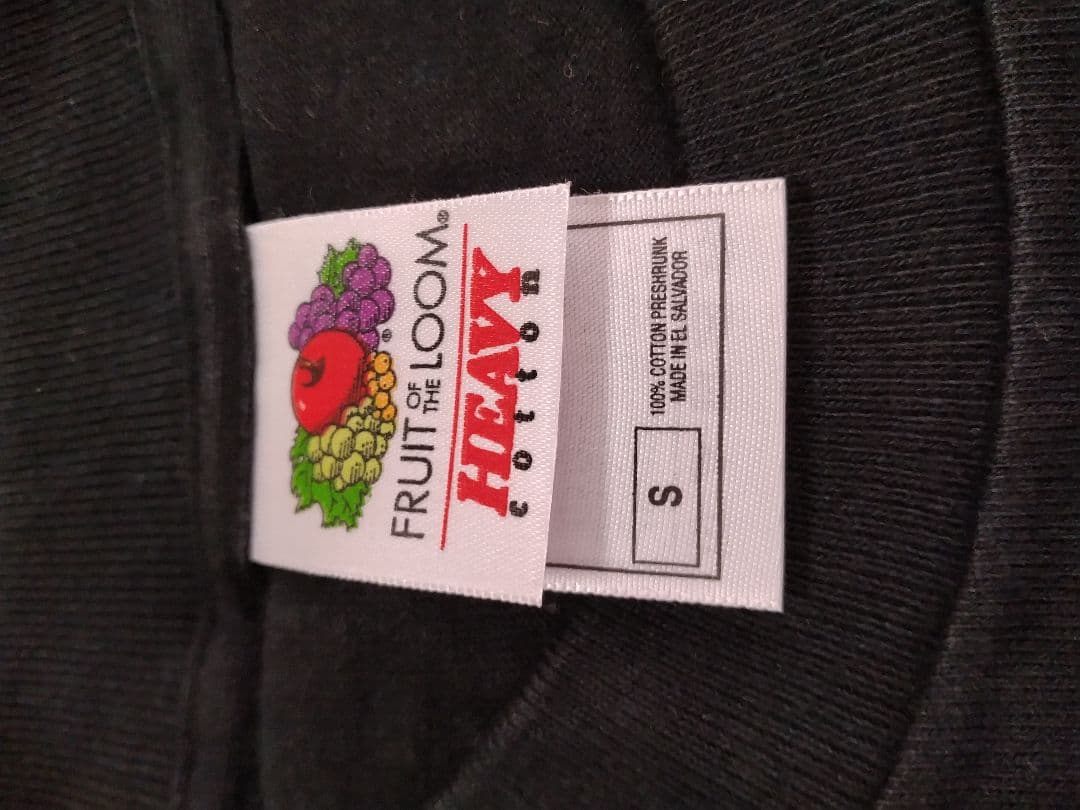 ®
FRUIT OF THE LOOM®
HEAVY
cotton
S
100% COTTON PRESHRUNK
MADE IN EL SALVADOR